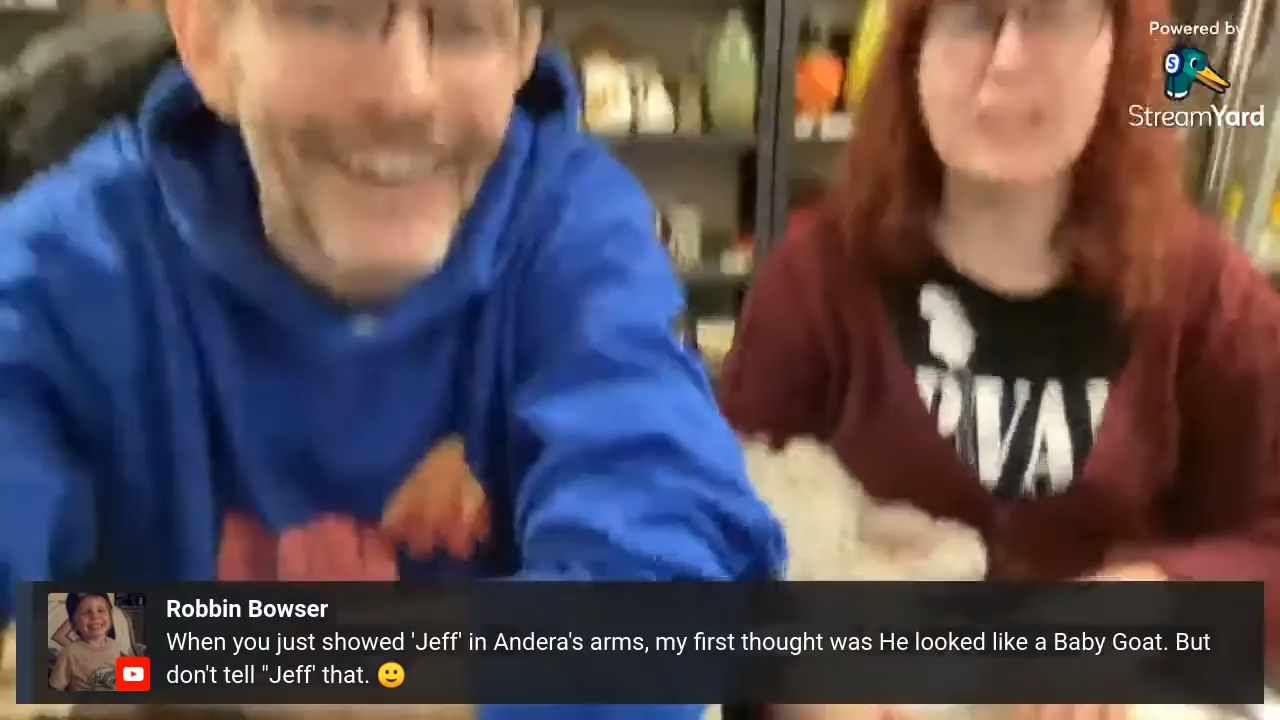 Powered by
StreamYard
Robbin Bowser
When you just showed 'Jeff' in Andera's arms, my first thought was He looked like a Baby Goat. But
don't tell "Jeff' that. 🙂